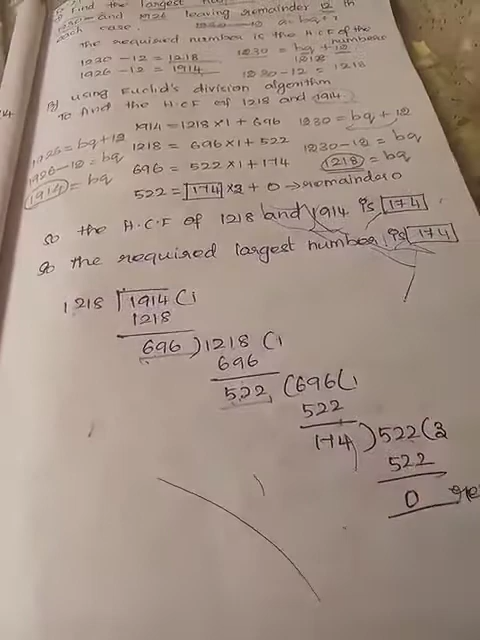 find the largest
1230 and 1926 leaving remainder 12 in
each case. a = bq+r
The required number is the H.C.F of the
numbers
1230 - 12 = 1218 1230 = bq + 12
1926 - 12 = 1914 1230 - 12 = 1218
By using Euclid's division algorithm
To find the H.C.F of 1218 and 1914
1914 = 1218 x 1 + 696 1230 = bq + 12
1926 = bq + 12 1218 = 696 x 1 + 522 1230 - 12 = bq
1926 - 12 = bq 696 = 522 x 1 + 174 1218 = bq
1914 = bq 522 = 174 x 3 + 0 → remainder 0
So the H.C.F of 1218 and 1914 is 174
So the required largest number is 174
1218 ) 1914 ( 1
1218
696 ) 1218 ( 1
696
522 ( 696 ( 1
522
174 ) 522 ( 3
522
0